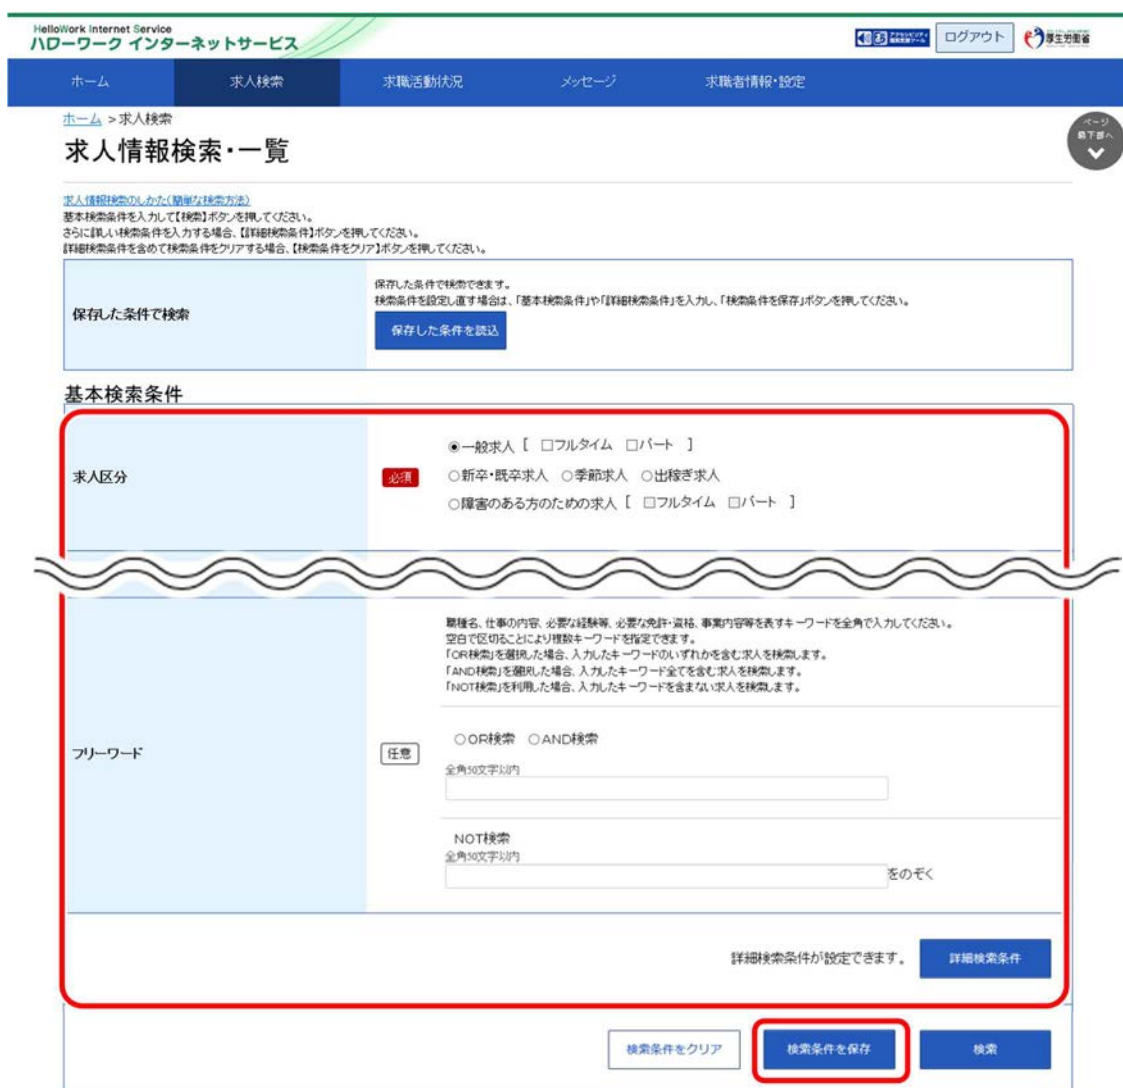 HelloWork Internet Service
ハローワーク インターネットサービス
ログアウト
厚生労働省
ホーム 求人検索 求職活動状況 メッセージ 求職者情報・設定
ホーム >求人検索
ページ
最下部へ
求人情報検索・一覧
求人情報検索のしかた(簡単な検索方法)
基本検索条件を入力して【検索】ボタンを押してください。
さらに詳しい検索条件を入力する場合、【詳細検索条件】ボタンを押してください。
詳細検索条件を含めて検索条件をクリアする場合、【検索条件をクリア】ボタンを押してください。
保存した条件で検索
保存した条件で検索できます。
検索条件を設定し直す場合は、「基本検索条件」や「詳細検索条件」を入力し、「検索条件を保存」ボタンを押してください。
保存した条件を読込
基本検索条件
求人区分
必須
◉一般求人 [ □フルタイム □パート ]
○新卒・既卒求人 ○季節求人 ○出稼ぎ求人
○障害のある方のための求人 [ □フルタイム □パート ]
フリーワード
任意
職種名、仕事の内容、必要な経験等、必要な免許・資格、事業内容等を表すキーワードを全角で入力してください。
空白で区切ることにより複数キーワードを指定できます。
「OR検索」を選択した場合、入力したキーワードのいずれかを含む求人を検索します。
「AND検索」を選択した場合、入力したキーワード全てを含む求人を検索します。
「NOT検索」を利用した場合、入力したキーワードを含まない求人を検索します。
○OR検索 ○AND検索
全角50文字以内
NOT検索
全角50文字以内
をのぞく
詳細検索条件が設定できます。 詳細検索条件
検索条件をクリア 検索条件を保存 検索